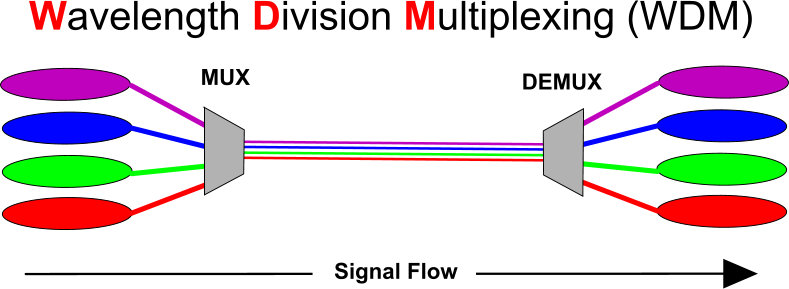 Wavelength Division Multiplexing (WDM)
MUX
DEMUX
Signal Flow